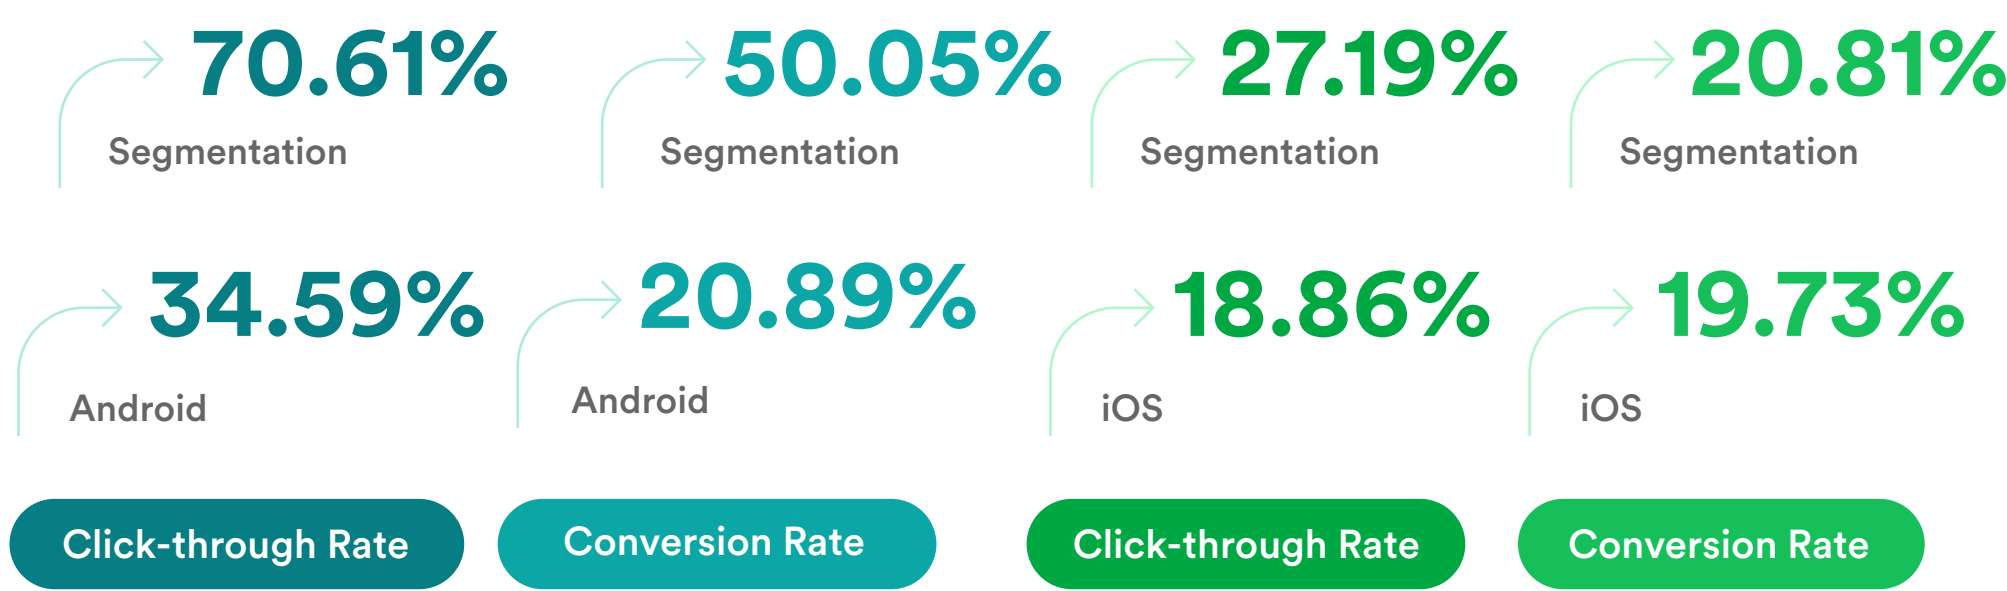 70.61% 50.05% 27.19% 20.81%
Segmentation Segmentation Segmentation Segmentation
34.59% 20.89% 18.86% 19.73%
Android Android iOS iOS
Click-through Rate Conversion Rate Click-through Rate Conversion Rate